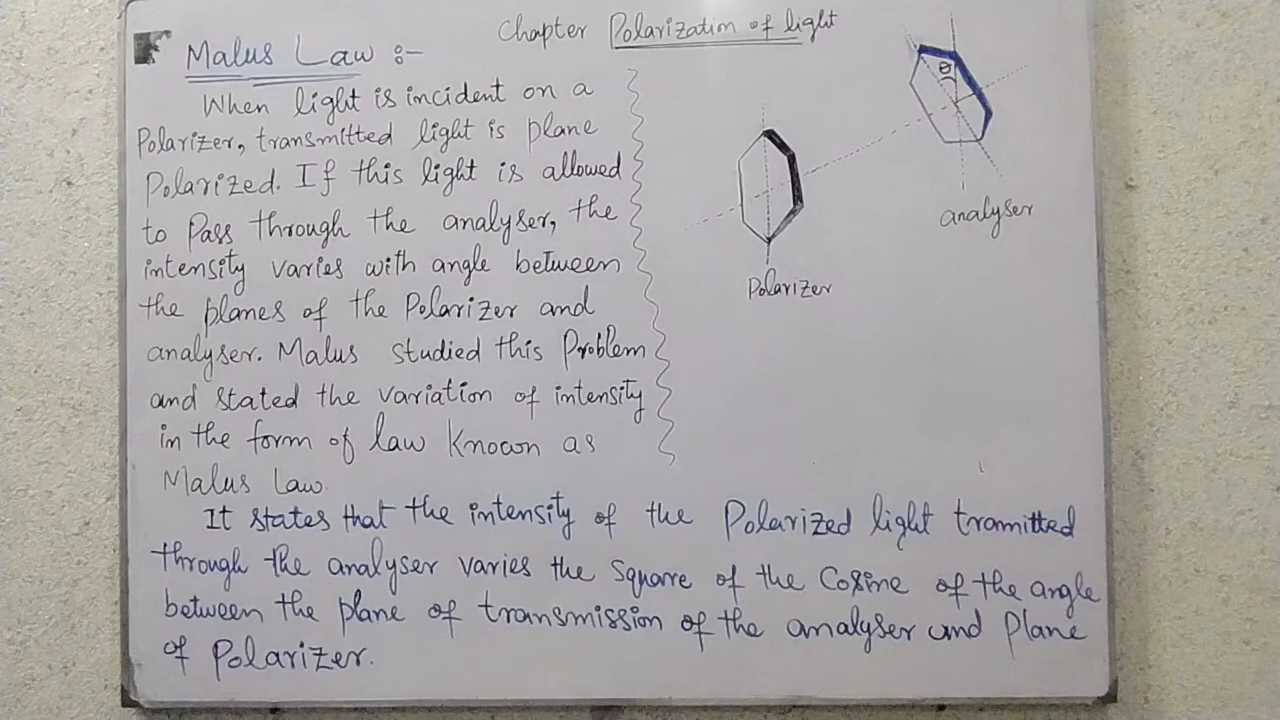 Chapter Polarization of light
Malus Law :-
When light is incident on a
Polarizer, transmitted light is plane
Polarized. If this light is allowed
to Pass through the analyser, the
intensity varies with angle between
the planes of the Polarizer and
analyser. Malus studied this Problem
and stated the variation of intensity
in the form of law known as
Malus Law.
It states that the intensity of the Polarized light tramitted
through the analyser varies the Square of the Cosine of the angle
between the plane of transmission of the analyser and Plane
of Polarizer.
θ
analyser
Polarizer